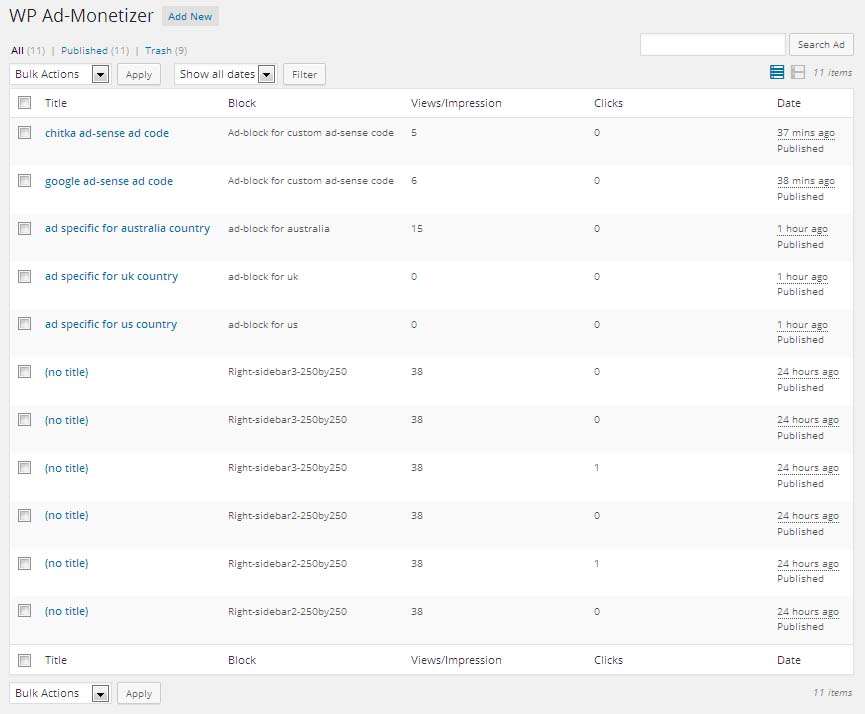 WP Ad-Monetizer Add New
All (11) | Published (11) | Trash (9)
Search Ad
Bulk Actions Apply Show all dates Filter 11 items
Title Block Views/Impression Clicks Date
chitka ad-sense ad code Ad-block for custom ad-sense code 5 0 37 mins ago
Published
google ad-sense ad code Ad-block for custom ad-sense code 6 0 38 mins ago
Published
ad specific for australia country ad-block for australia 15 0 1 hour ago
Published
ad specific for uk country ad-block for uk 0 0 1 hour ago
Published
ad specific for us country ad-block for us 0 0 1 hour ago
Published
(no title) Right-sidebar3-250by250 38 0 24 hours ago
Published
(no title) Right-sidebar3-250by250 38 0 24 hours ago
Published
(no title) Right-sidebar3-250by250 38 1 24 hours ago
Published
(no title) Right-sidebar2-250by250 38 0 24 hours ago
Published
(no title) Right-sidebar2-250by250 38 1 24 hours ago
Published
(no title) Right-sidebar2-250by250 38 0 24 hours ago
Published
Title Block Views/Impression Clicks Date
Bulk Actions Apply 11 items